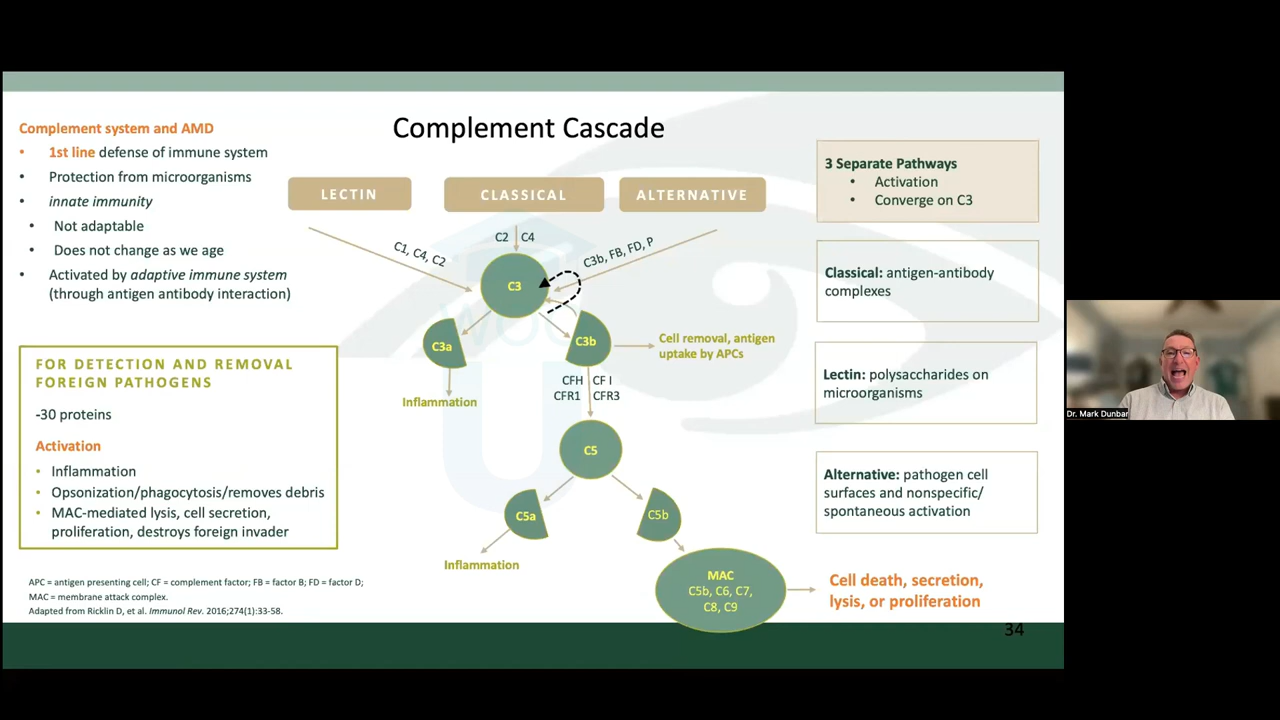 Complement Cascade
Complement system and AMD
• 1st line defense of immune system
• Protection from microorganisms
• innate immunity
• Not adaptable
• Does not change as we age
• Activated by adaptive immune system
(through antigen antibody interaction)
FOR DETECTION AND REMOVAL
FOREIGN PATHOGENS
-30 proteins
Activation
• Inflammation
• Opsonization/phagocytosis/removes debris
• MAC-mediated lysis, cell secretion,
proliferation, destroys foreign invader
APC = antigen presenting cell; CF = complement factor; FB = factor B; FD = factor D;
MAC = membrane attack complex.
Adapted from Ricklin D, et al. Immunol Rev. 2016;274(1):33-58.
LECTIN
CLASSICAL
ALTERNATIVE
C1, C4, C2
C2 C4
C3b, FB, FD, P
C3
C3a
C3b
Inflammation
Cell removal, antigen
uptake by APCs
CFH CF I
CFR1 CFR3
C5
C5a
C5b
Inflammation
MAC
C5b, C6, C7,
C8, C9
Cell death, secretion,
lysis, or proliferation
3 Separate Pathways
• Activation
• Converge on C3
Classical: antigen-antibody
complexes
Lectin: polysaccharides on
microorganisms
Alternative: pathogen cell
surfaces and nonspecific/
spontaneous activation
34
Dr. Mark Dunbar